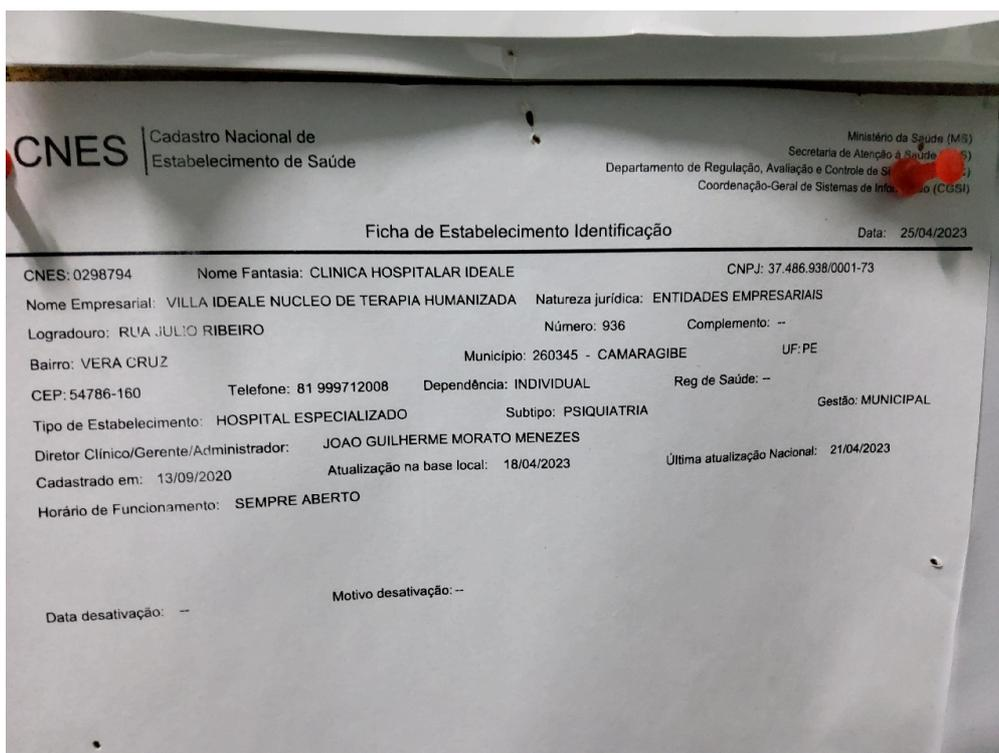 CNES Cadastro Nacional de
Estabelecimento de Saúde
Ministério da Saúde (MS)
Secretaria de Atenção à Saúde
Departamento de Regulação, Avaliação e Controle de
Coordenação-Geral de Sistemas de (CGSI)
Ficha de Estabelecimento Identificação Data: 25/04/2023
CNES: 0298794 Nome Fantasia: CLINICA HOSPITALAR IDEALE CNPJ: 37.486.938/0001-73
Nome Empresarial: VILLA IDEALE NUCLEO DE TERAPIA HUMANIZADA Natureza jurídica: ENTIDADES EMPRESARIAIS
Logradouro: RUA JULIO RIBEIRO Número: 936 Complemento: --
Bairro: VERA CRUZ Município: 260345 - CAMARAGIBE UF: PE
CEP: 54786-160 Telefone: 81 999712008 Dependência: INDIVIDUAL Reg de Saúde: --
Tipo de Estabelecimento: HOSPITAL ESPECIALIZADO Subtipo: PSIQUIATRIA Gestão: MUNICIPAL
Diretor Clínico/Gerente/Administrador: JOAO GUILHERME MORATO MENEZES
Cadastrado em: 13/09/2020 Atualização na base local: 18/04/2023 Última atualização Nacional: 21/04/2023
Horário de Funcionamento: SEMPRE ABERTO
Data desativação: -- Motivo desativação: --